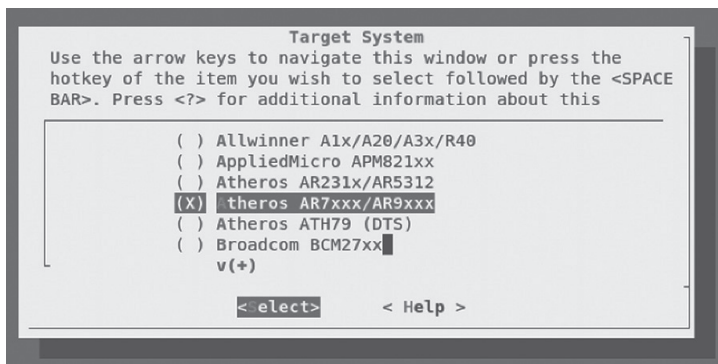 Target System
Use the arrow keys to navigate this window or press the
hotkey of the item you wish to select followed by the <SPACE
BAR>. Press <?> for additional information about this
( ) Allwinner A1x/A20/A3x/R40
( ) AppliedMicro APM821xx
( ) Atheros AR231x/AR5312
(X) Atheros AR7xxx/AR9xxx
( ) Atheros ATH79 (DTS)
( ) Broadcom BCM27xx
v(+)
<Select> < Help >